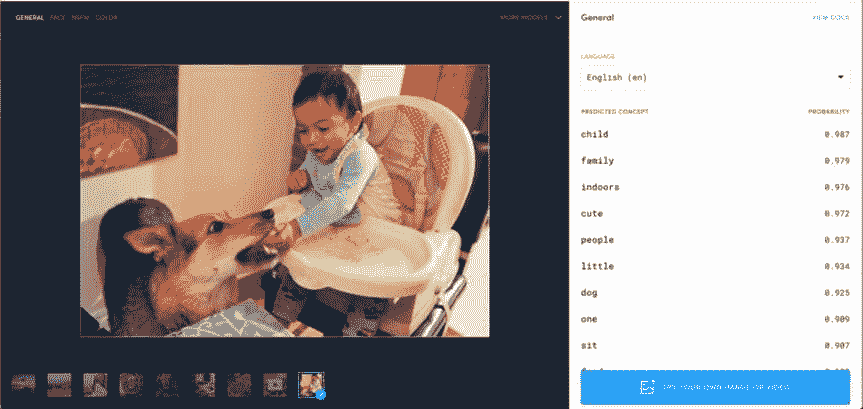 GENERAL FACE NSFW COLOR
MORE MODELS
General
VIEW DOCS
LANGUAGE
English (en)
PREDICTED CONCEPT PROBABILITY
child 0.987
family 0.979
indoors 0.976
cute 0.972
people 0.937
little 0.934
dog 0.925
one 0.909
sit 0.907